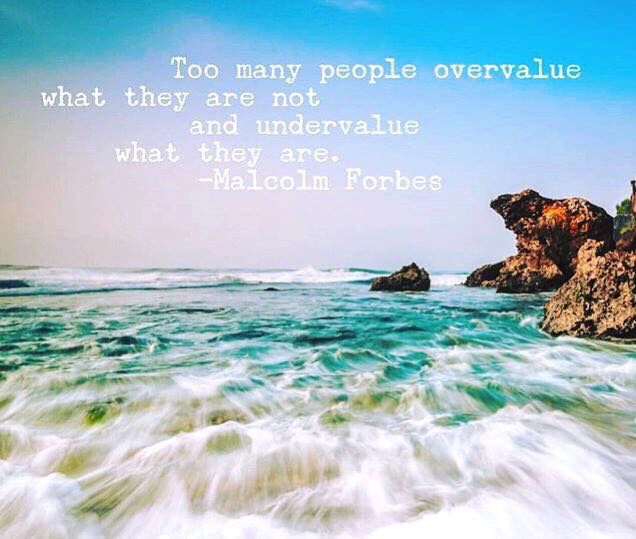 Too many people overvalue
what they are not
and undervalue
what they are.
-Malcolm Forbes